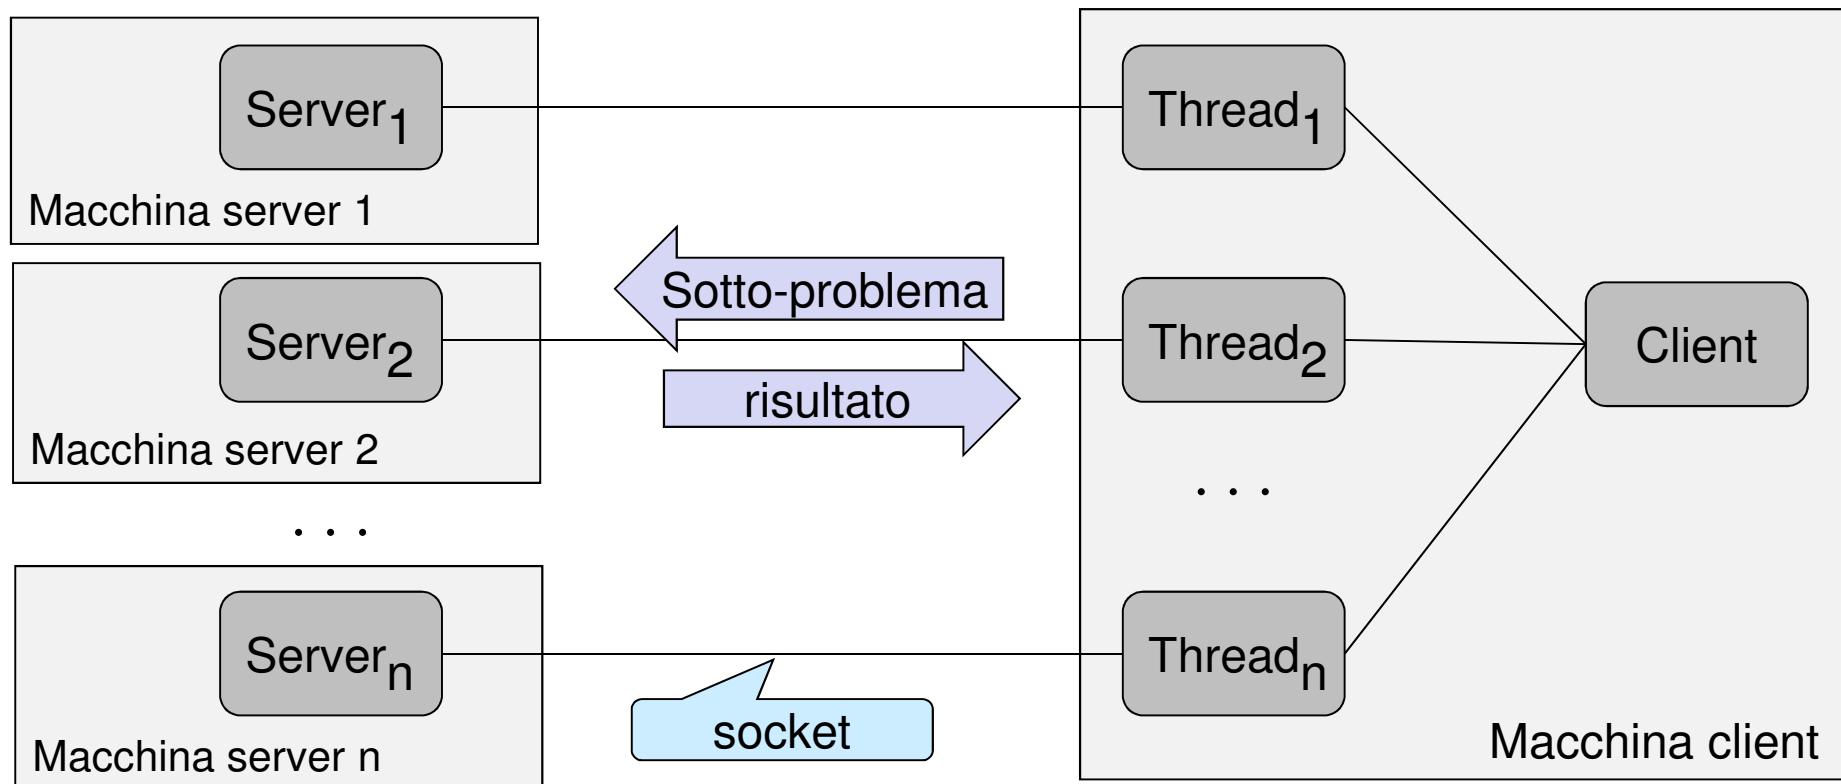 Server1
Macchina server 1
Server2
Macchina server 2
. . .
Servern
Macchina server n
Sotto-problema
risultato
socket
Thread1
Thread2
. . .
Threadn
Client
Macchina client